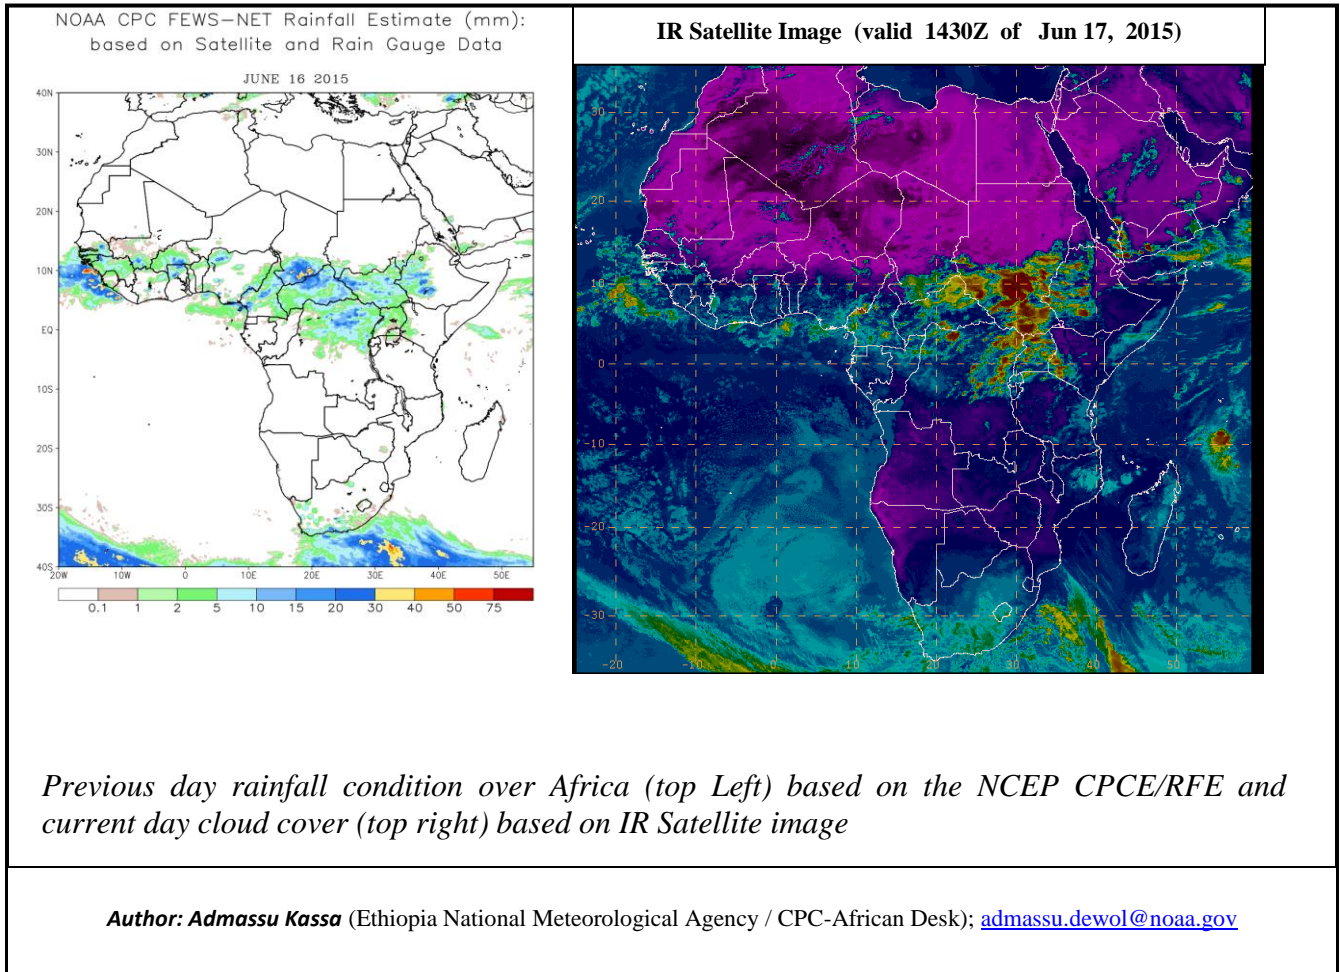 NOAA CPC FEWS-NET Rainfall Estimate (mm):
based on Satellite and Rain Gauge Data
JUNE 16 2015
40N
30N
20N
10N
EQ
10S
20S
30S
40S
20W 10W 0 10E 20E 30E 40E 50E
0.1 1 2 5 10 15 20 30 40 50 75
IR Satellite Image (valid 1430Z of Jun 17, 2015)
30
20
10
0
-10
-20
-30
-20 -10 0 10 20 30 40 50
Previous day rainfall condition over Africa (top Left) based on the NCEP CPCE/RFE and
current day cloud cover (top right) based on IR Satellite image
Author: Admassu Kassa (Ethiopia National Meteorological Agency / CPC-African Desk); admassu.dewol@noaa.gov